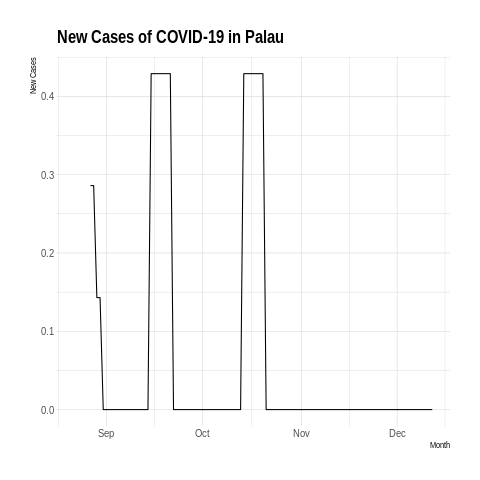 New Cases of COVID-19 in Palau
New Cases
0.4
0.3
0.2
0.1
0.0
Sep Oct Nov Dec
Month